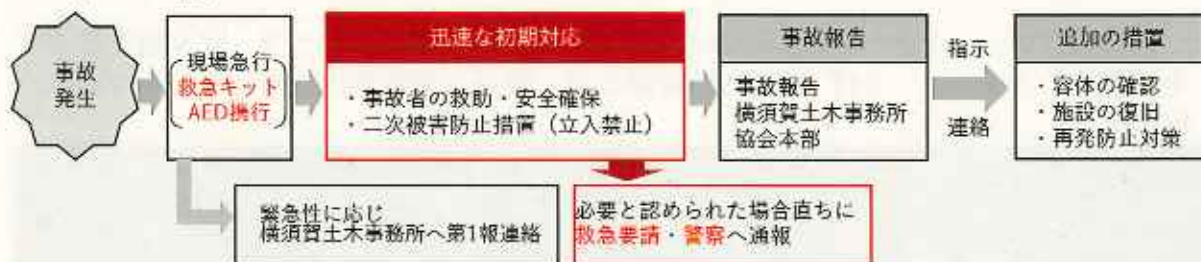 事故
発生
現場急行
救急キット
AED携行
迅速な初期対応
・事故者の救助・安全確保
・二次被害防止措置（立入禁止）
事故報告
事故報告
横須賀土木事務所
協会本部
指示
連絡
追加の措置
・容体の確認
・施設の復旧
・再発防止対策
緊急性に応じ
横須賀土木事務所へ第1報連絡
必要と認められた場合直ちに
救急要請・警察へ通報